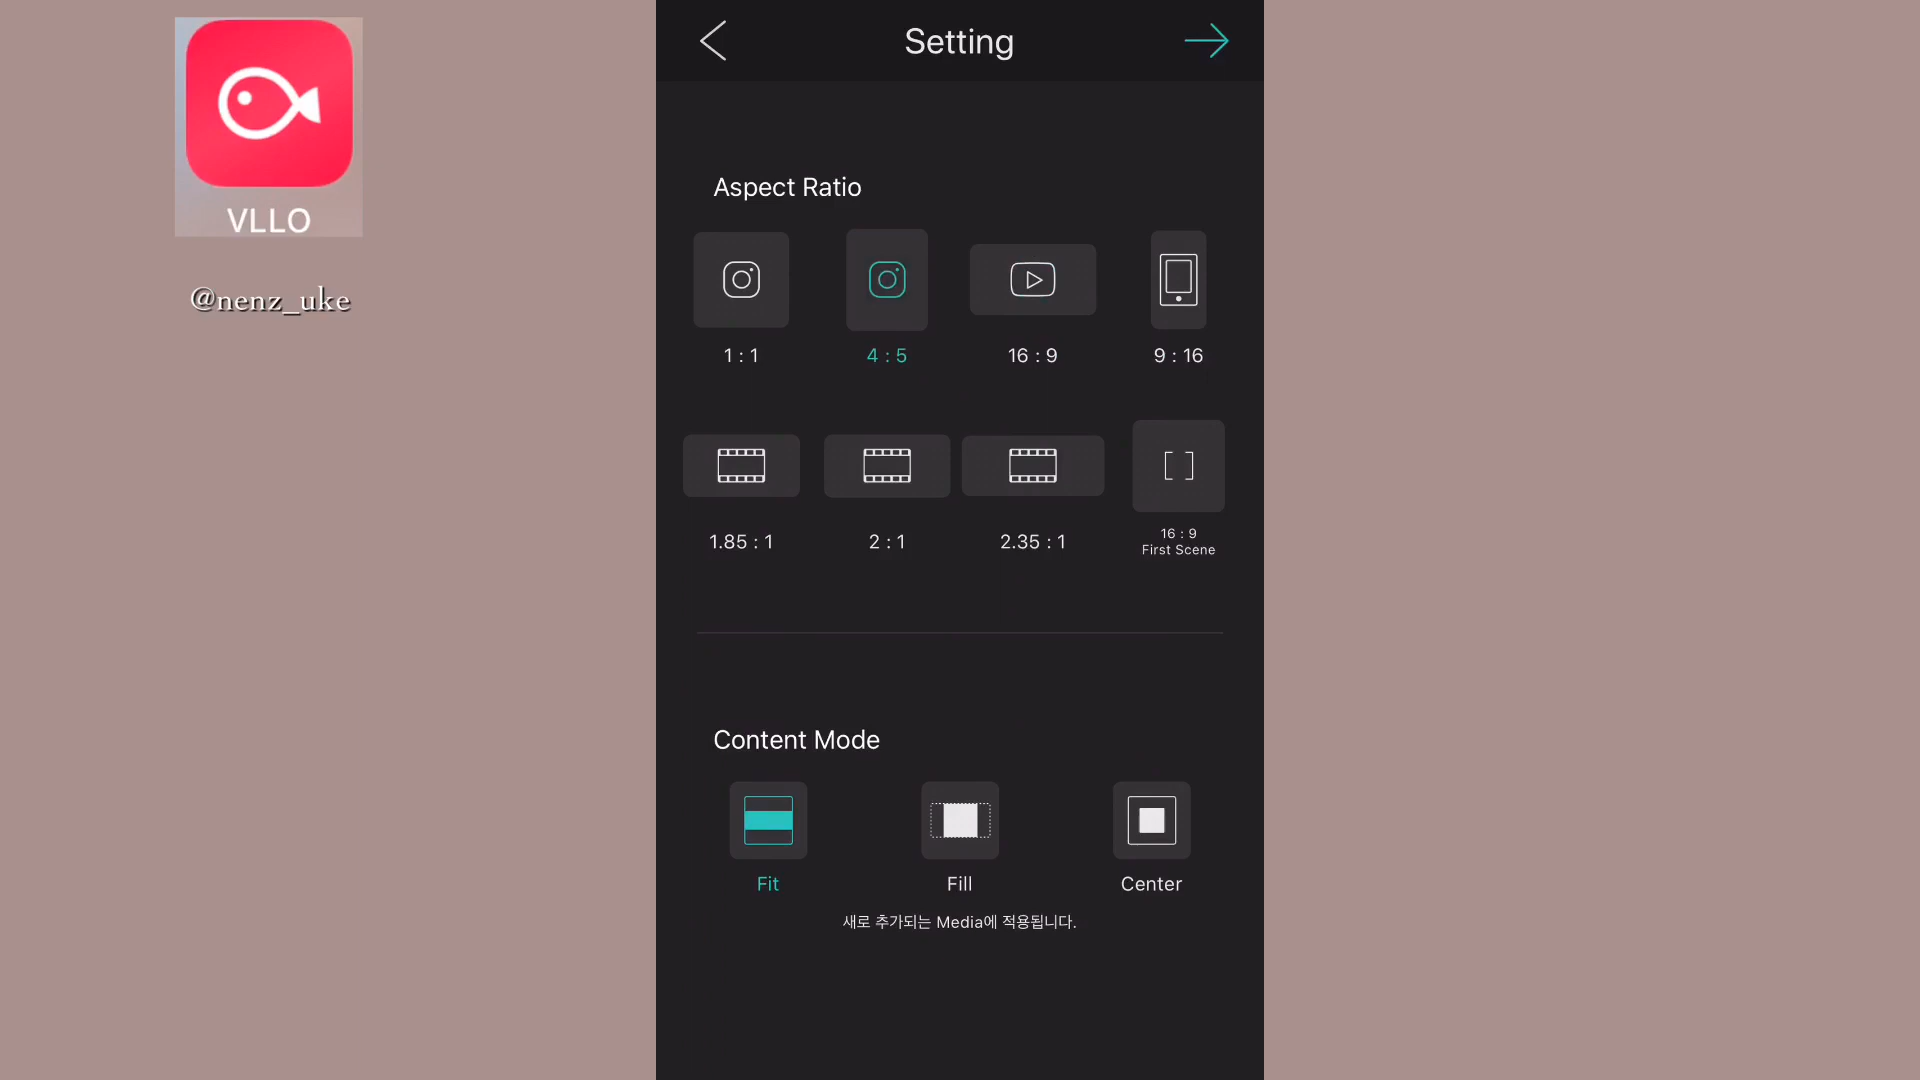 VLLO
@nenz_uke
Setting
Aspect Ratio
1 : 1
4 : 5
16 : 9
9 : 16
1.85 : 1
2 : 1
2.35 : 1
16 : 9
First Scene
Content Mode
Fit
Fill
Center
새로 추가되는 Media에 적용됩니다.